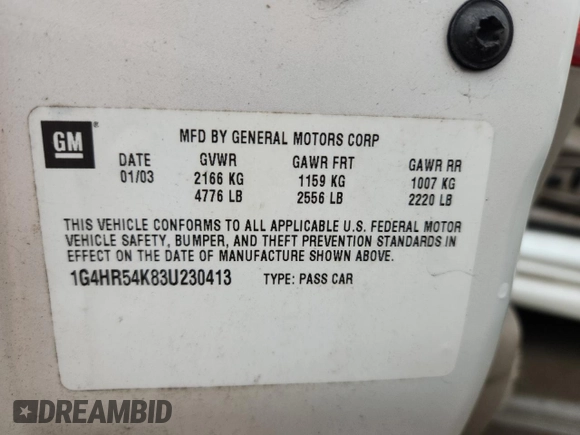 GM
MFD BY GENERAL MOTORS CORP
DATE GVWR GAWR FRT GAWR RR
01/03 2166 KG 1159 KG 1007 KG
4776 LB 2556 LB 2220 LB
THIS VEHICLE CONFORMS TO ALL APPLICABLE U.S. FEDERAL MOTOR
VEHICLE SAFETY, BUMPER, AND THEFT PREVENTION STANDARDS IN
EFFECT ON THE DATE OF MANUFACTURE SHOWN ABOVE.
1G4HR54K83U230413 TYPE: PASS CAR
DREAMBID